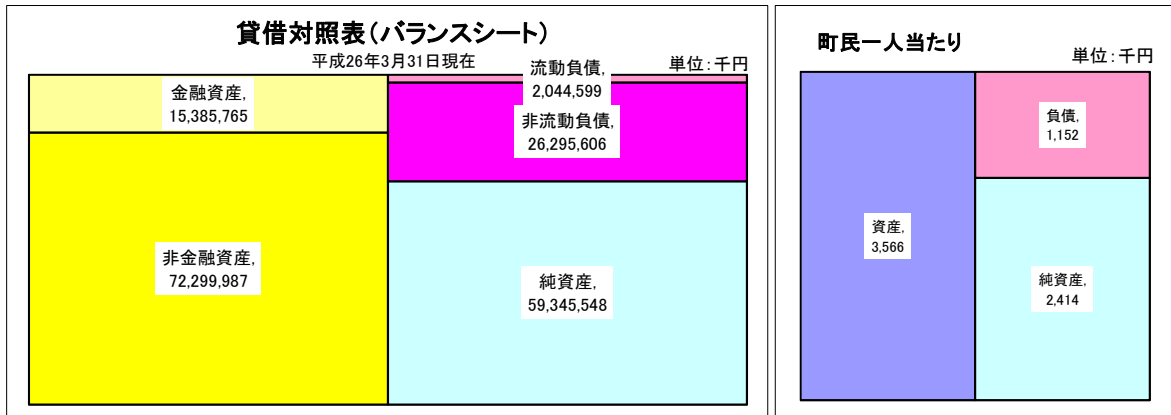 貸借対照表(バランスシート)
平成26年3月31日現在
単位:千円
金融資産,
15,385,765
非金融資産,
72,299,987
流動負債,
2,044,599
非流動負債,
26,295,606
純資産,
59,345,548
町民一人当たり
単位:千円
資産,
3,566
負債,
1,152
純資産,
2,414